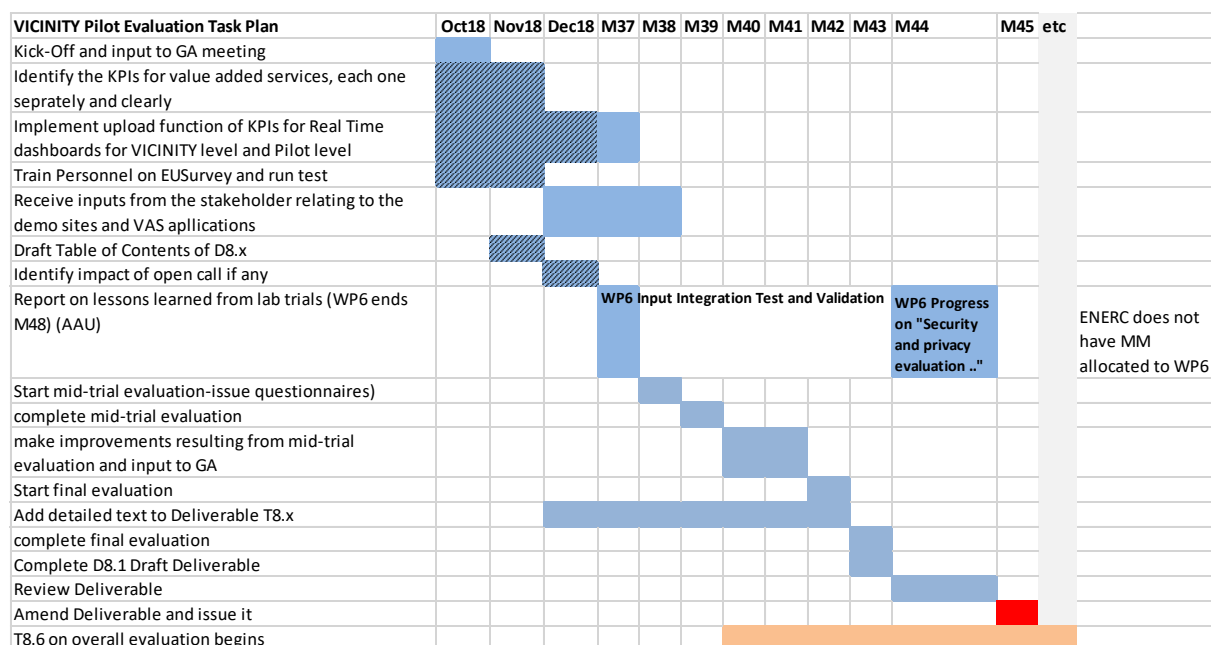 VICINITY Pilot Evaluation Task Plan Oct18 Nov18 Dec18 M37 M38 M39 M40 M41 M42 M43 M44 M45 etc
Kick-Off and input to GA meeting
Identify the KPIs for value added services, each one
seprately and clearly
Implement upload function of KPIs for Real Time
dashboards for VICINITY level and Pilot level
Train Personnel on EUSurvey and run test
Receive inputs from the stakeholder relating to the
demo sites and VAS apllications
Draft Table of Contents of D8.x
Identify impact of open call if any
Report on lessons learned from lab trials (WP6 ends
M48) (AAU)
WP6 Input Integration Test and Validation
WP6 Progress
on "Security
and privacy
evaluation .."
ENERC does not
have MM
allocated to WP6
Start mid-trial evaluation-issue questionnaires)
complete mid-trial evaluation
make improvements resulting from mid-trial
evaluation and input to GA
Start final evaluation
Add detailed text to Deliverable T8.x
complete final evaluation
Complete D8.1 Draft Deliverable
Review Deliverable
Amend Deliverable and issue it
T8.6 on overall evaluation begins